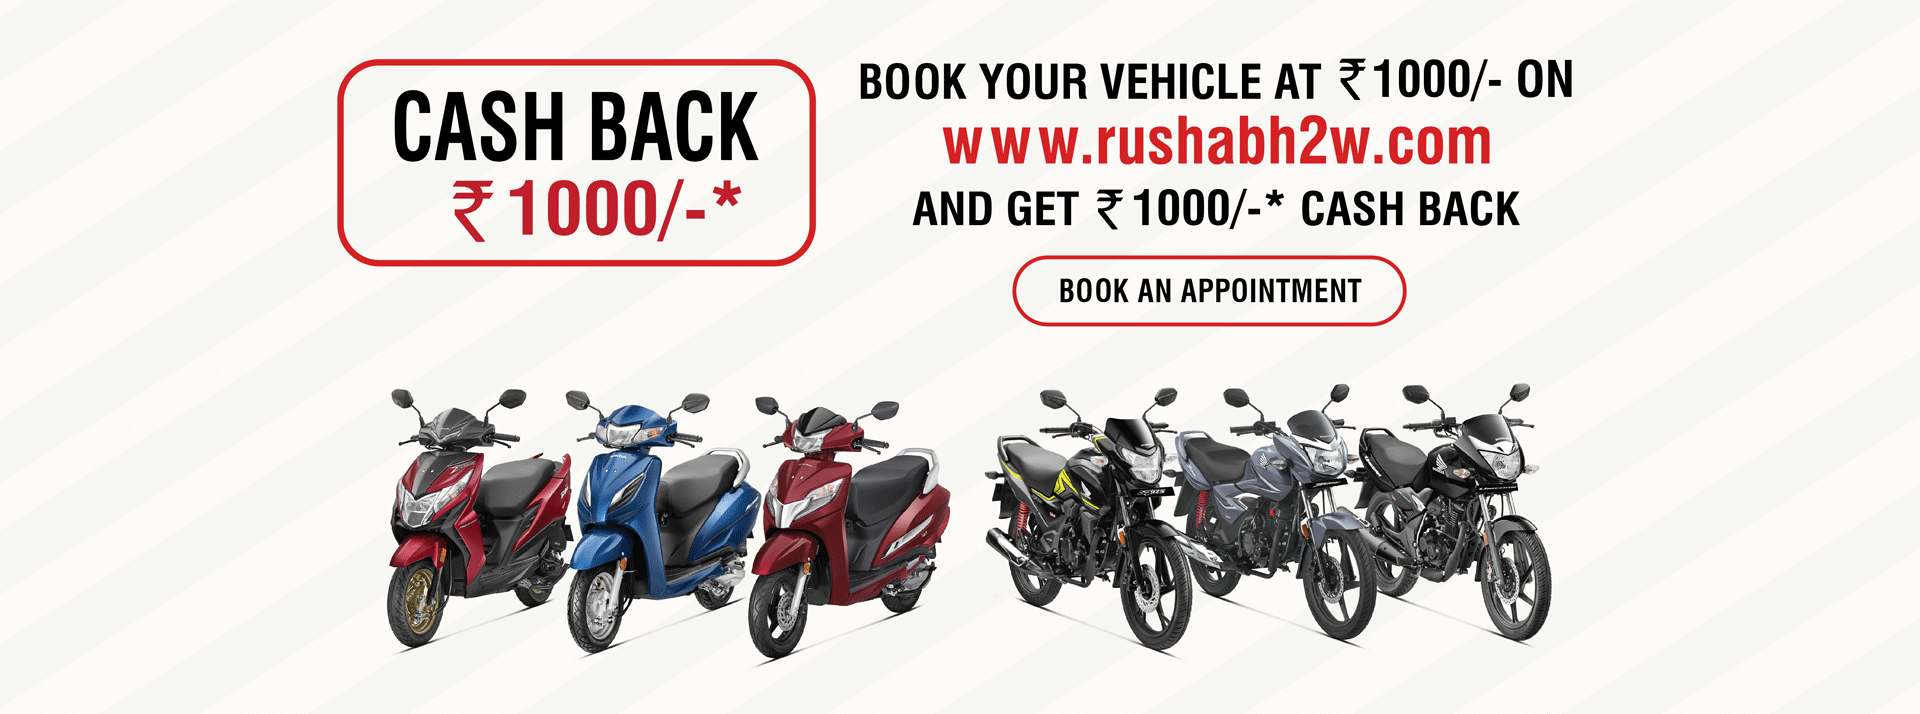 CASH BACK
₹1000/-*
BOOK YOUR VEHICLE AT ₹1000/- ON
www.rushabh2w.com
AND GET ₹1000/-* CASH BACK
BOOK AN APPOINTMENT